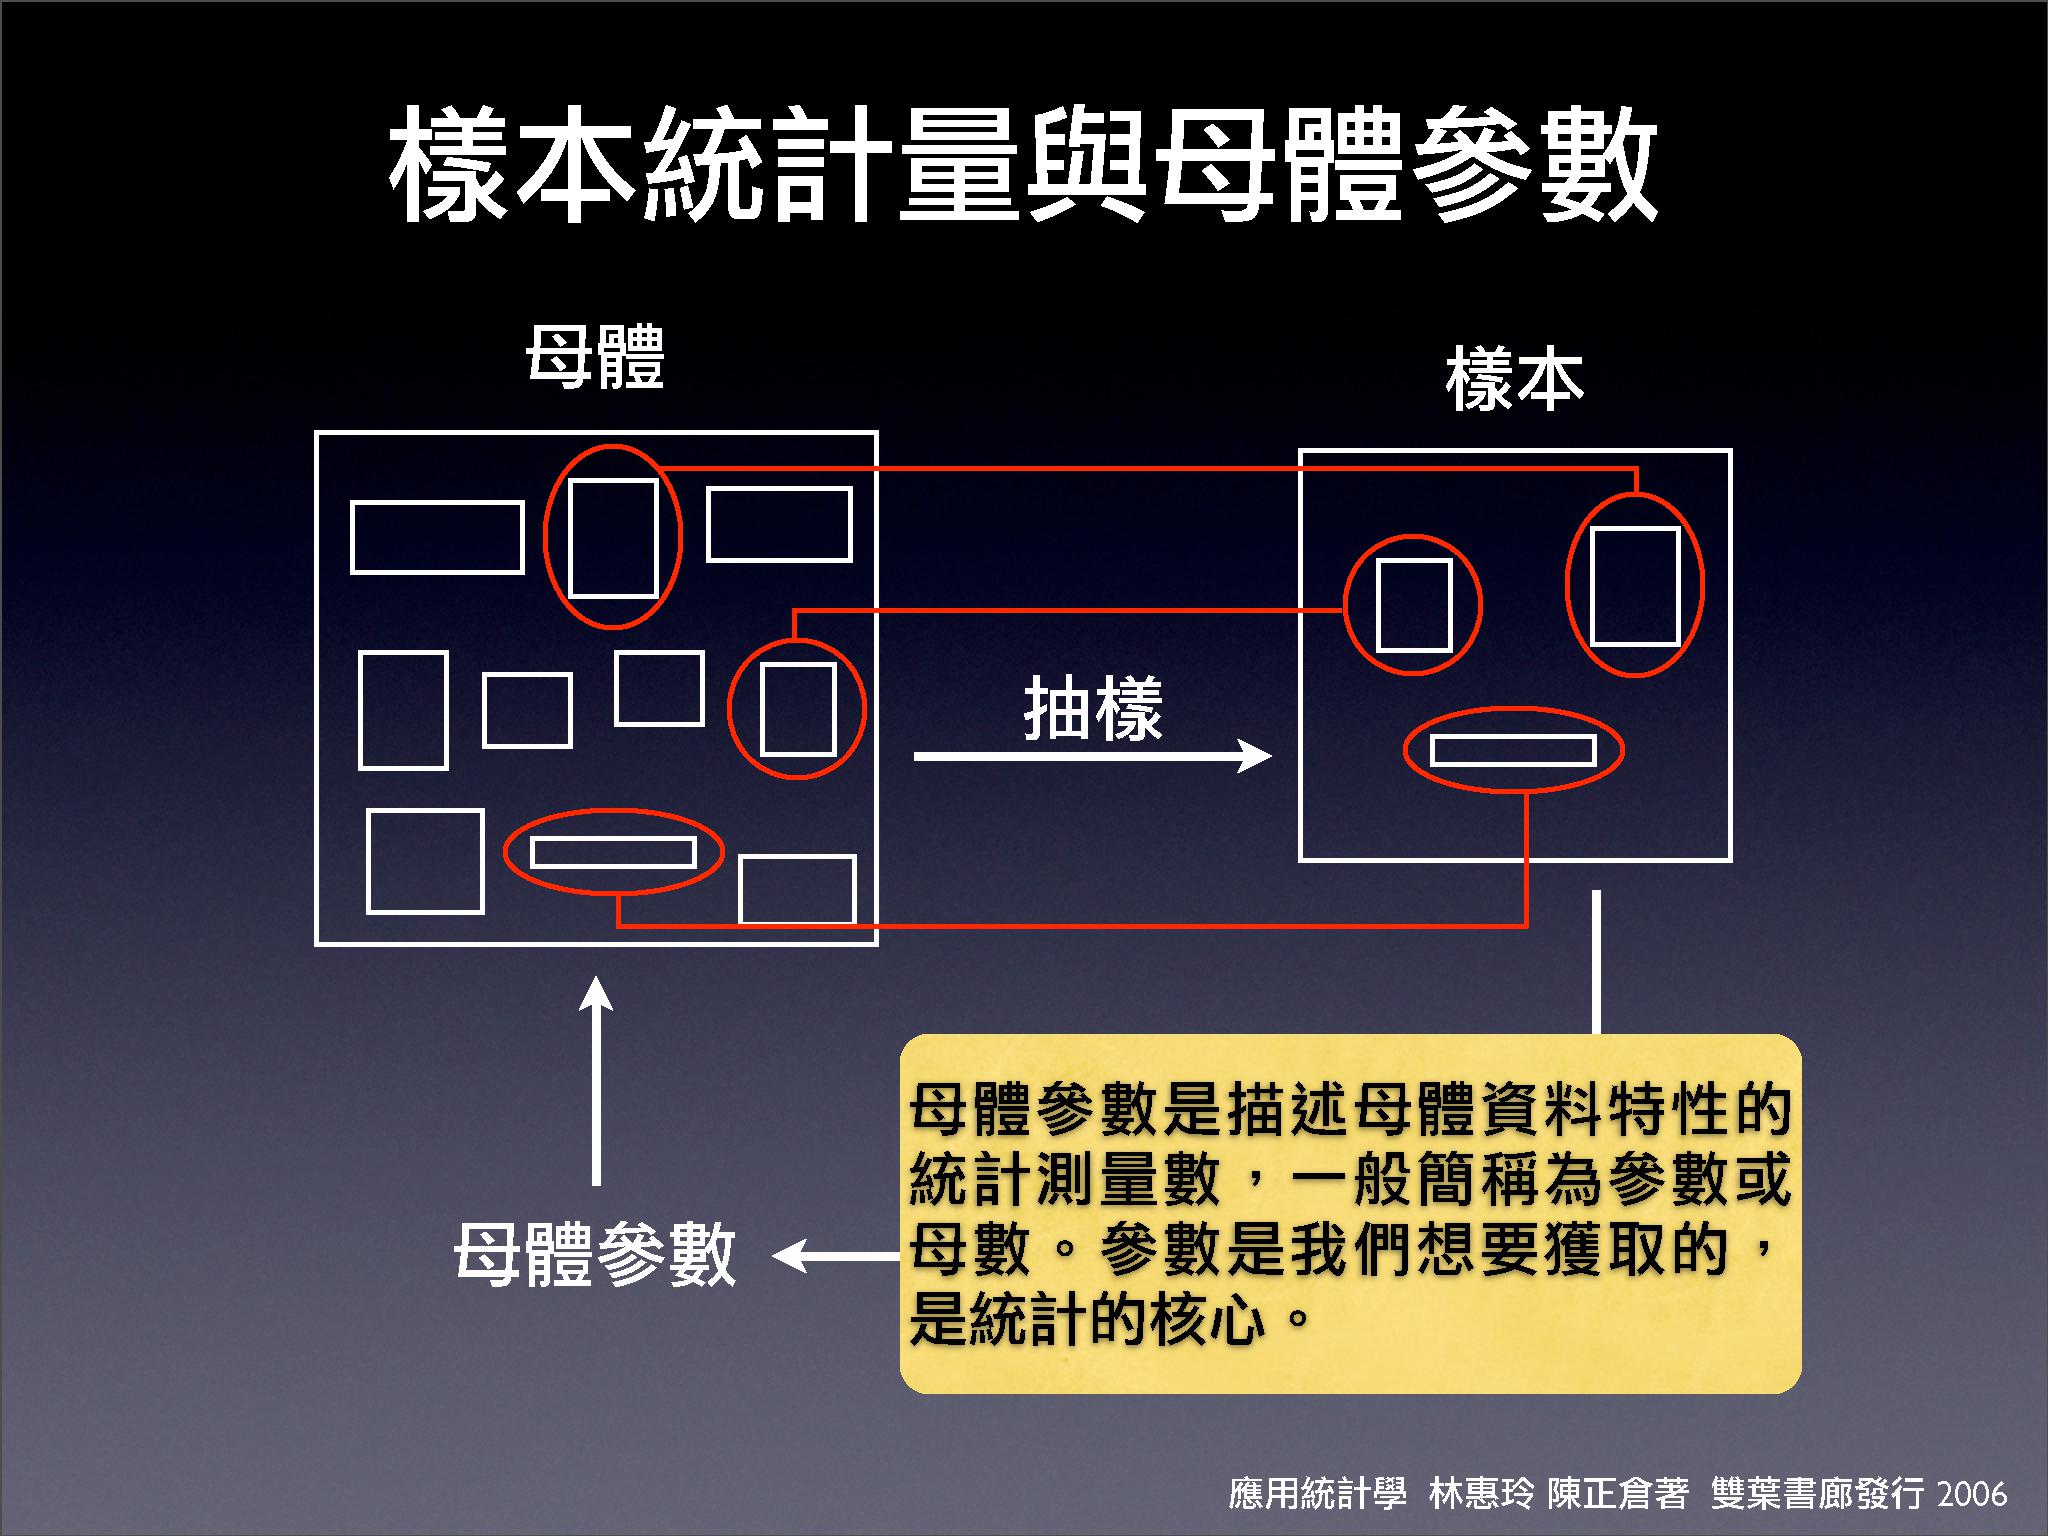 樣本統計量與母體參數
母體
樣本
抽樣
母體參數是描述母體資料特性的
統計測量數，一般簡稱為參數或
母數。參數是我們想要獲取的，
是統計的核心。
母體參數
應用統計學 林惠玲 陳正倉著 雙葉書廊發行 2006